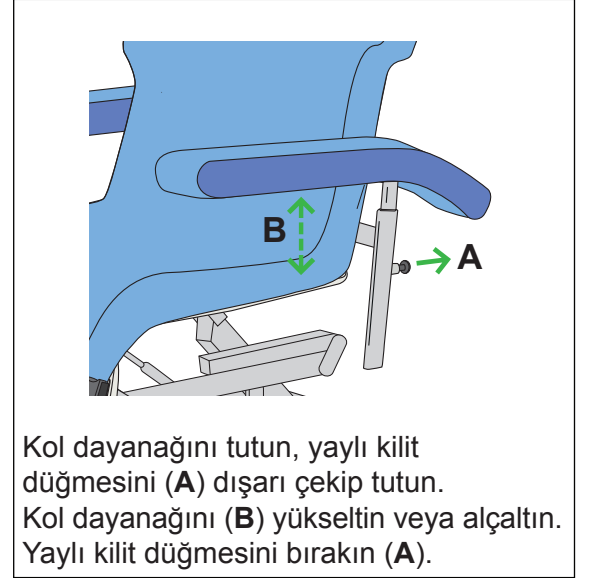 B
A
Kol dayanağını tutun, yaylı kilit
düğmesini (A) dışarı çekip tutun.
Kol dayanağını (B) yükseltin veya alçaltın.
Yaylı kilit düğmesini bırakın (A).